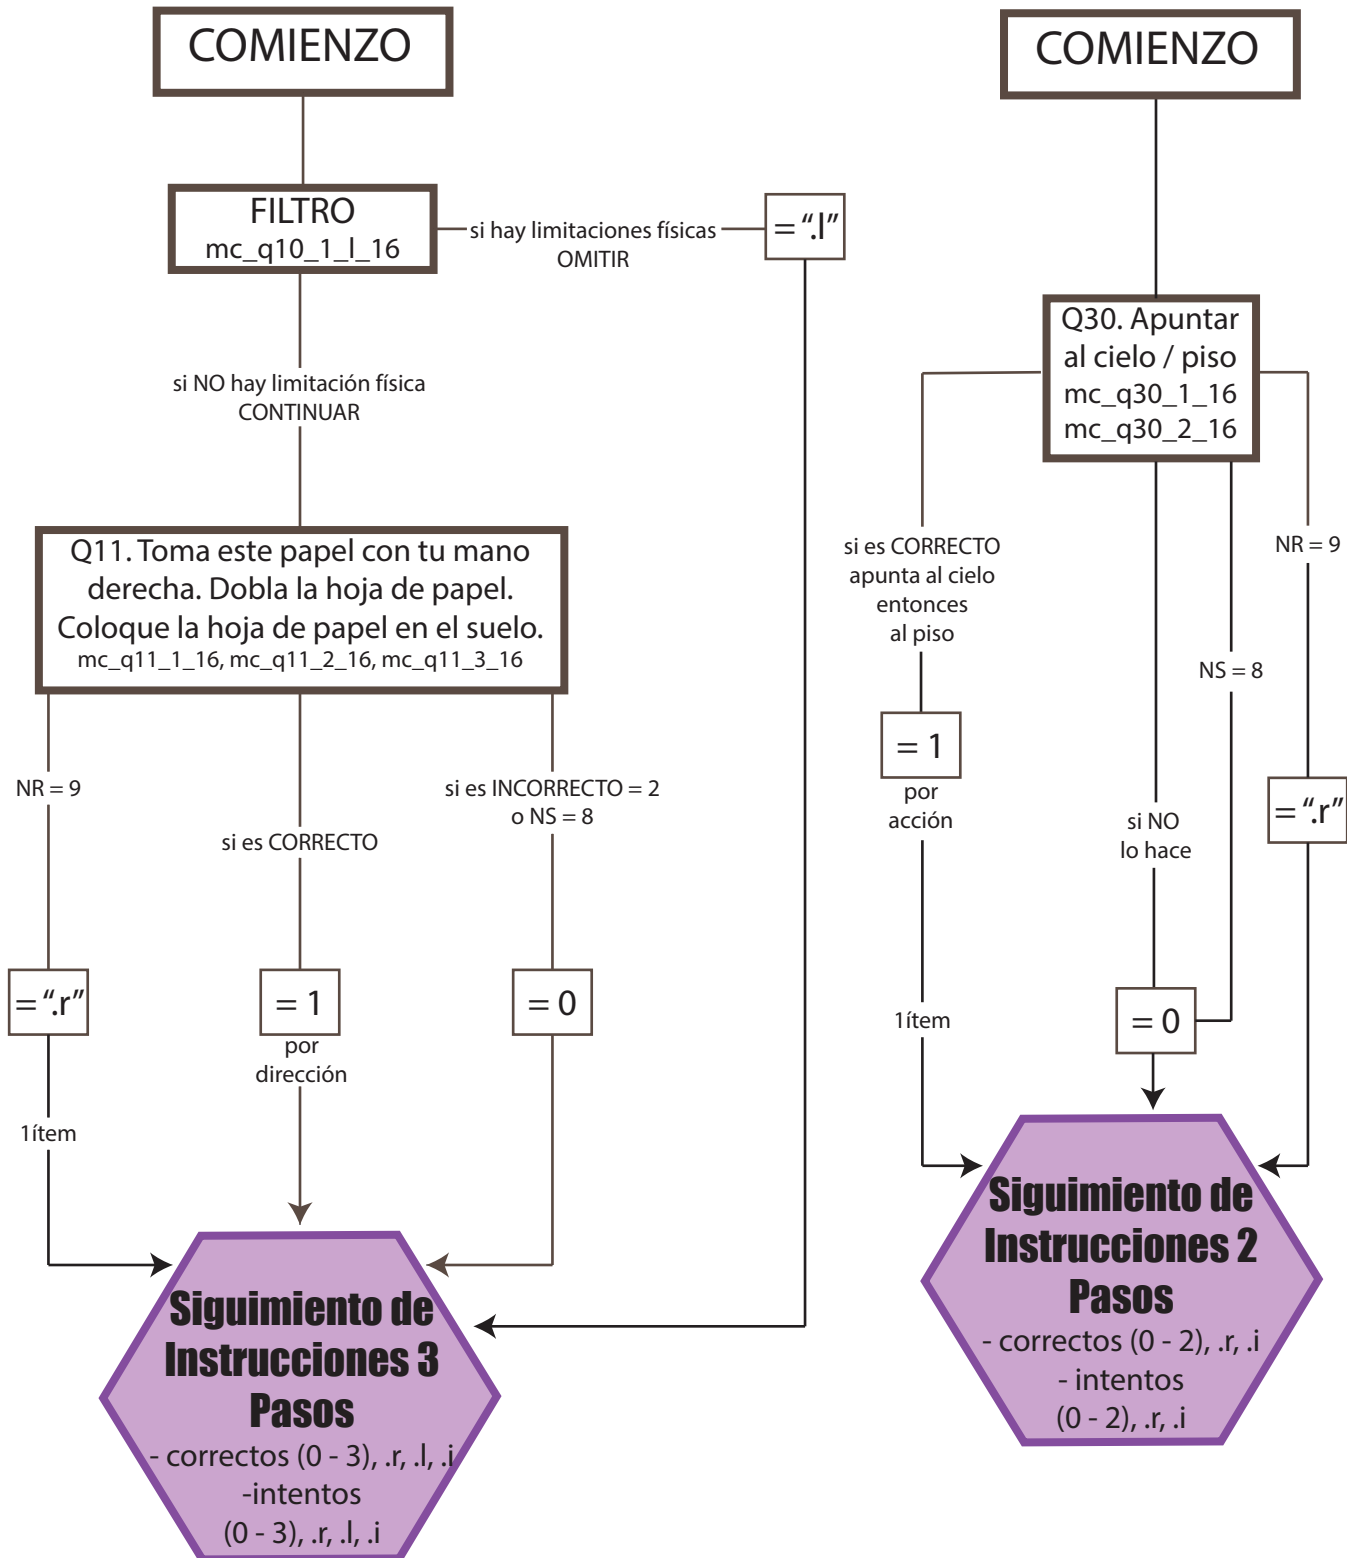 COMIENZO
FILTRO
mc_q10_1_l_16
si hay limitaciones físicas
OMITIR
= “.l”
si NO hay limitación física
CONTINUAR
Q11. Toma este papel con tu mano
derecha. Dobla la hoja de papel.
Coloque la hoja de papel en el suelo.
mc_q11_1_16, mc_q11_2_16, mc_q11_3_16
NR = 9
si es CORRECTO
si es INCORRECTO = 2
o NS = 8
= “.r”
= 1
por
dirección
= 0
1ítem
Siguimiento de
Instrucciones 3
Pasos
- correctos (0 - 3), .r, .l, .i
-intentos
(0 - 3), .r, .l, .i
COMIENZO
Q30. Apuntar
al cielo / piso
mc_q30_1_16
mc_q30_2_16
si es CORRECTO
apunta al cielo
entonces
al piso
= 1
por
acción
1ítem
si NO
lo hace
NS = 8
= 0
NR = 9
= “.r”
Siguimiento de
Instrucciones 2
Pasos
- correctos (0 - 2), .r, .i
- intentos
(0 - 2), .r, .i